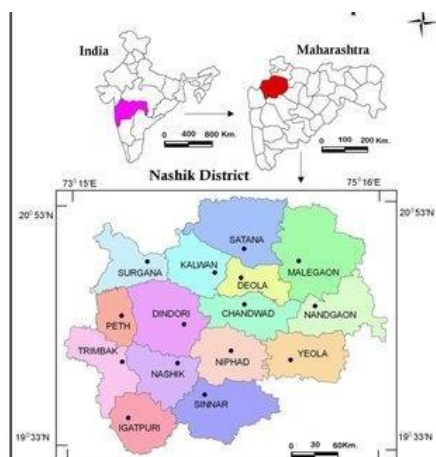 India
Maharashtra
0 400 800 Km.
0 100 200 Km.
Nashik District
73°15'E
75°16'E
20°53'N
20°53'N
SATANA
SURGANA
KALWAN
MALEGAON
DEOLA
PETH
DINDORI
CHANDWAD
NANDGAON
TRIMBAK
NASHIK
NIPHAD
YEOLA
SINNAR
IGATPURI
19°33'N
19°33'N
0 30 60Km.